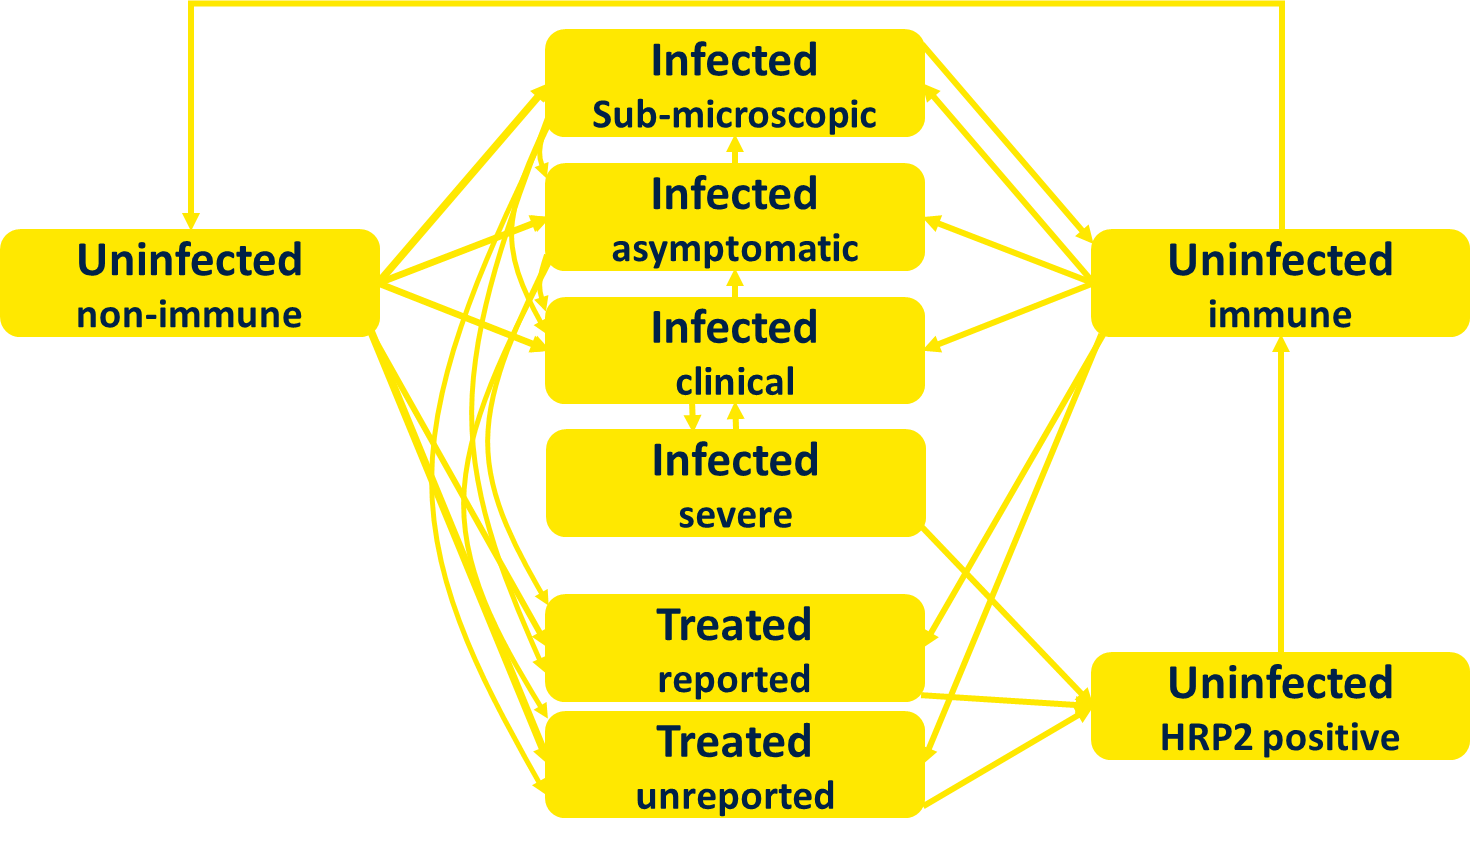 Infected
Sub-microscopic
Infected
asymptomatic
Uninfected
non-immune
Uninfected
immune
Infected
clinical
Infected
severe
Treated
reported
Uninfected
HRP2 positive
Treated
unreported